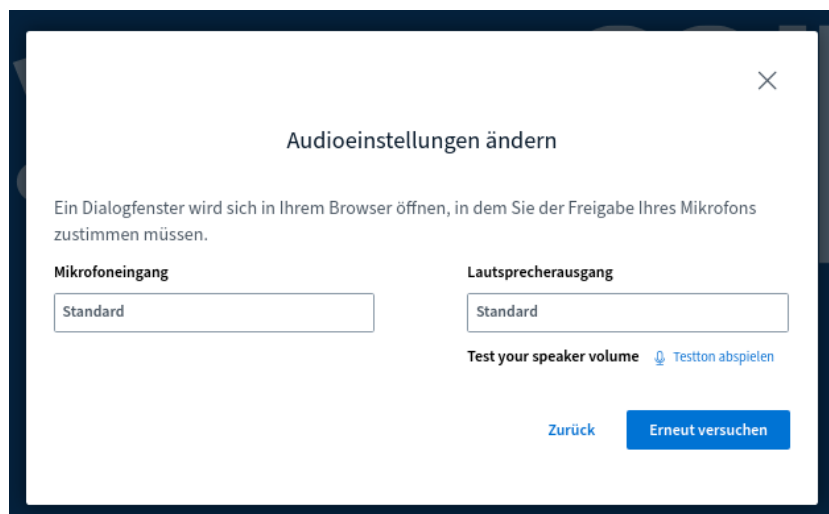 Audioeinstellungen ändern
Ein Dialogfenster wird sich in Ihrem Browser öffnen, in dem Sie der Freigabe Ihres Mikrofons
zustimmen müssen.
Mikrofoneingang
Lautsprecherausgang
Standard
Standard
Test your speaker volume Testton abspielen
Zurück
Erneut versuchen